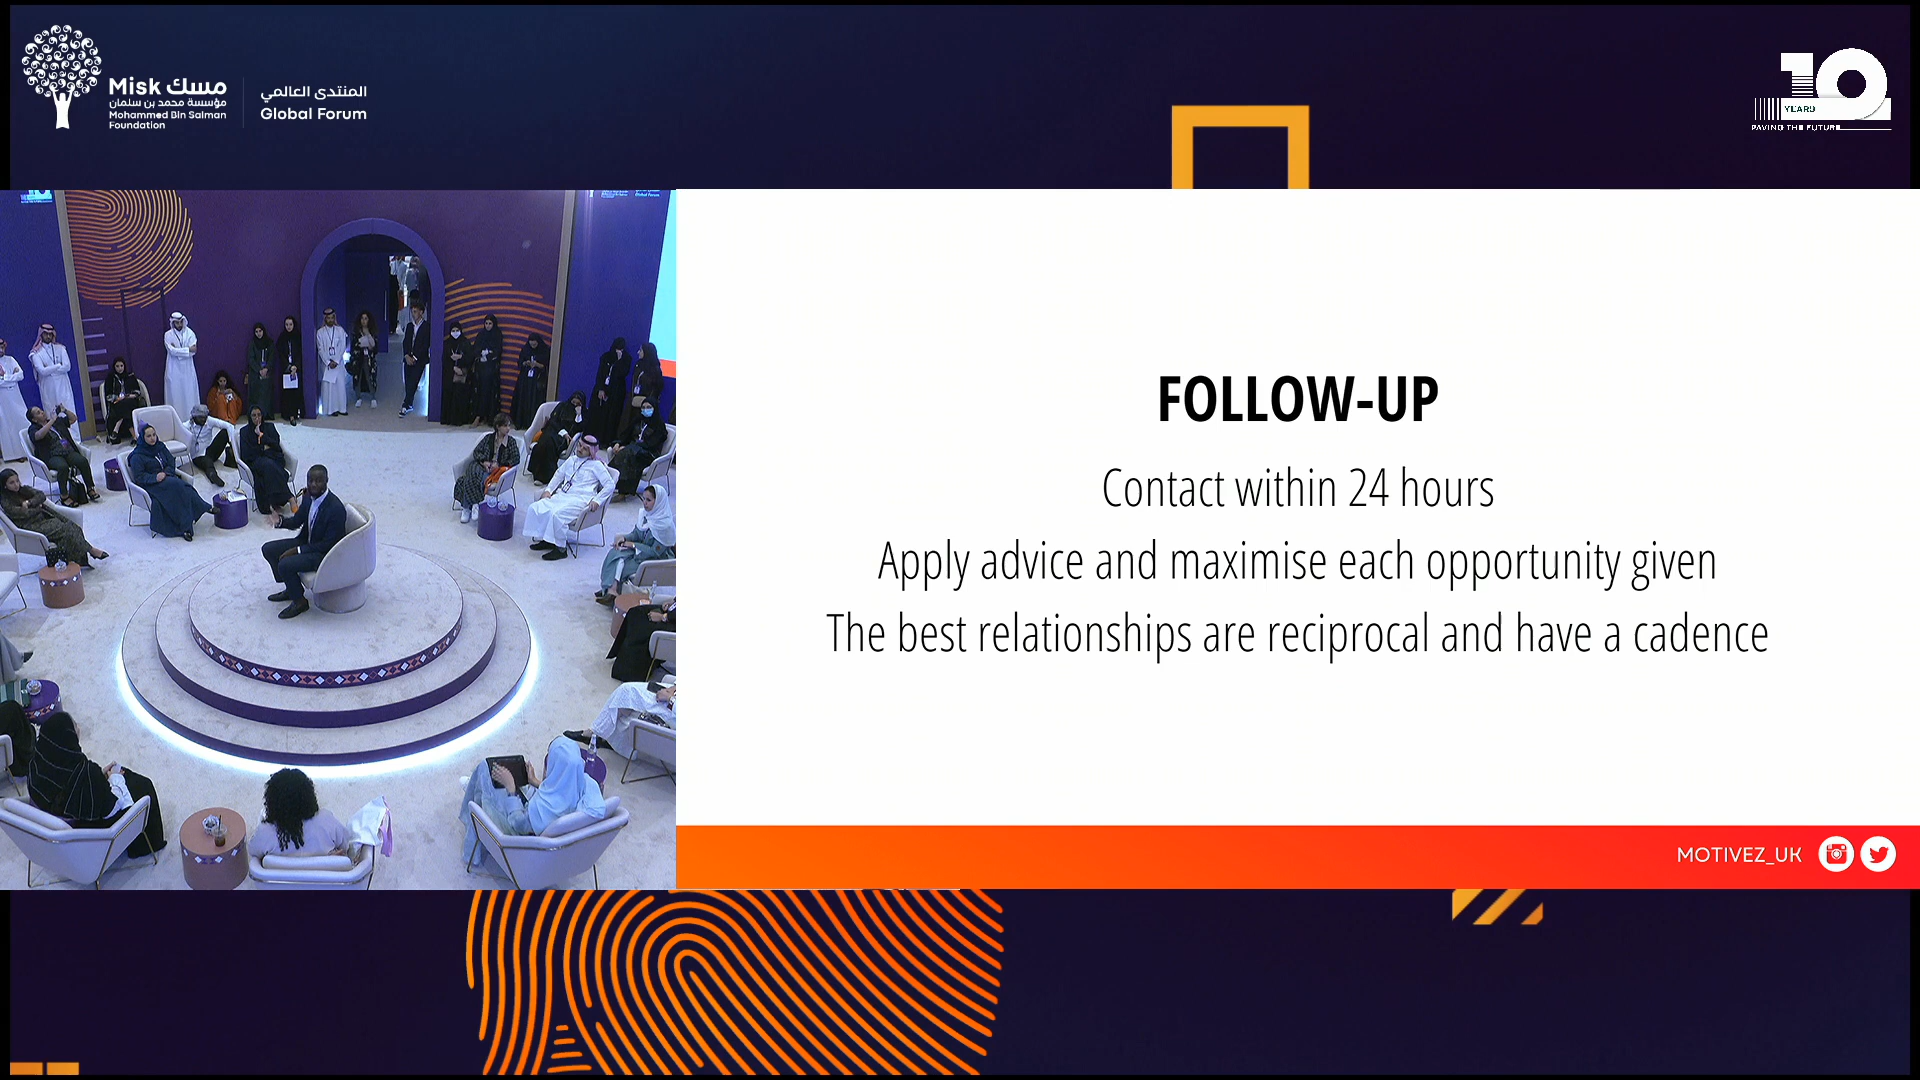 Misk مسك
مؤسسة محمد بن سلمان
Mohammed Bin Salman
Foundation
المنتدى العالمي
Global Forum
10
YEARS
PAVING THE FUTURE
FOLLOW-UP
Contact within 24 hours
Apply advice and maximise each opportunity given
The best relationships are reciprocal and have a cadence
MOTIVEZ_UK